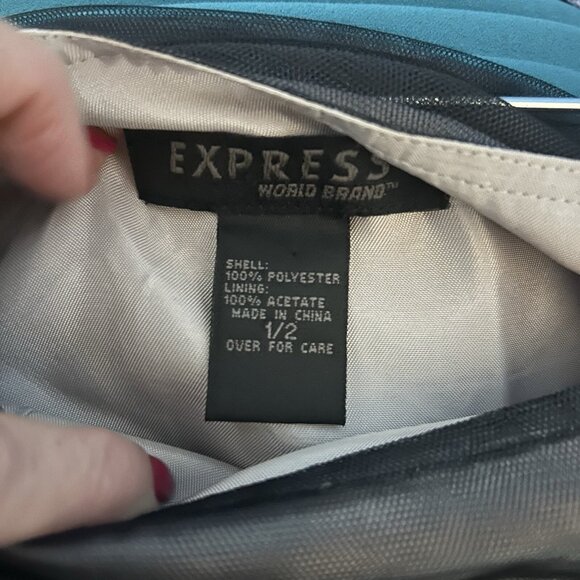 EXPRESS
WORLD BRAND™
SHELL:
100% POLYESTER
LINING:
100% ACETATE
MADE IN CHINA
1/2
OVER FOR CARE